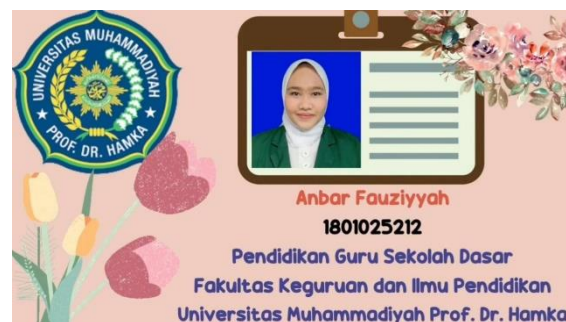 UNIVERSITAS MUHAMMADIYAH
PROF. DR. HAMKA
Anbar Fauziyyah
1801025212
Pendidikan Guru Sekolah Dasar
Fakultas Keguruan dan Ilmu Pendidikan
Universitas Muhammadiyah Prof. Dr. Hamka